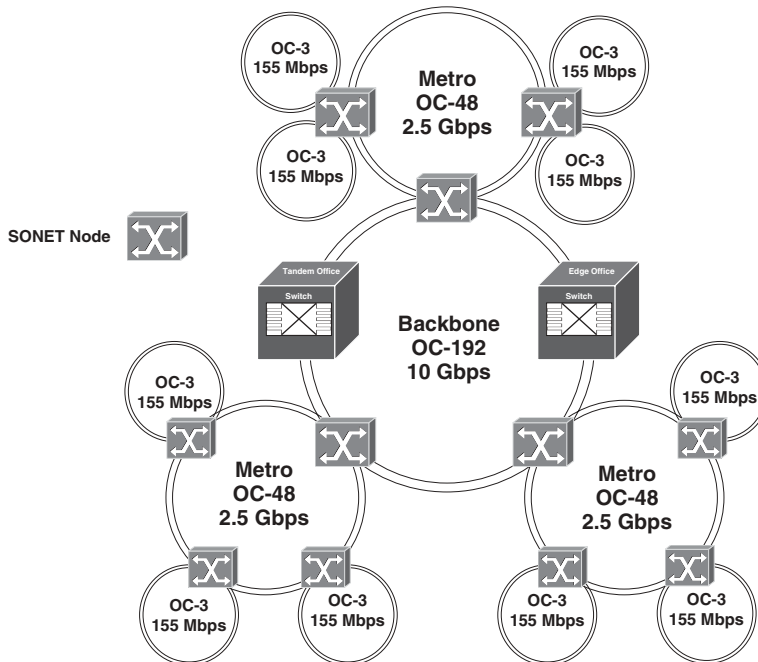 OC-3
155 Mbps
OC-3
155 Mbps
Metro
OC-48
2.5 Gbps
OC-3
155 Mbps
OC-3
155 Mbps
SONET Node
Tandem Office
Switch
Edge Office
Switch
Backbone
OC-192
10 Gbps
OC-3
155 Mbps
Metro
OC-48
2.5 Gbps
OC-3
155 Mbps
OC-3
155 Mbps
OC-3
155 Mbps
Metro
OC-48
2.5 Gbps
OC-3
155 Mbps
OC-3
155 Mbps